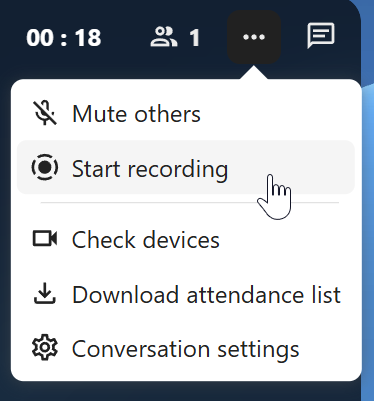 00 : 18 1
Mute others
Start recording
Check devices
Download attendance list
Conversation settings